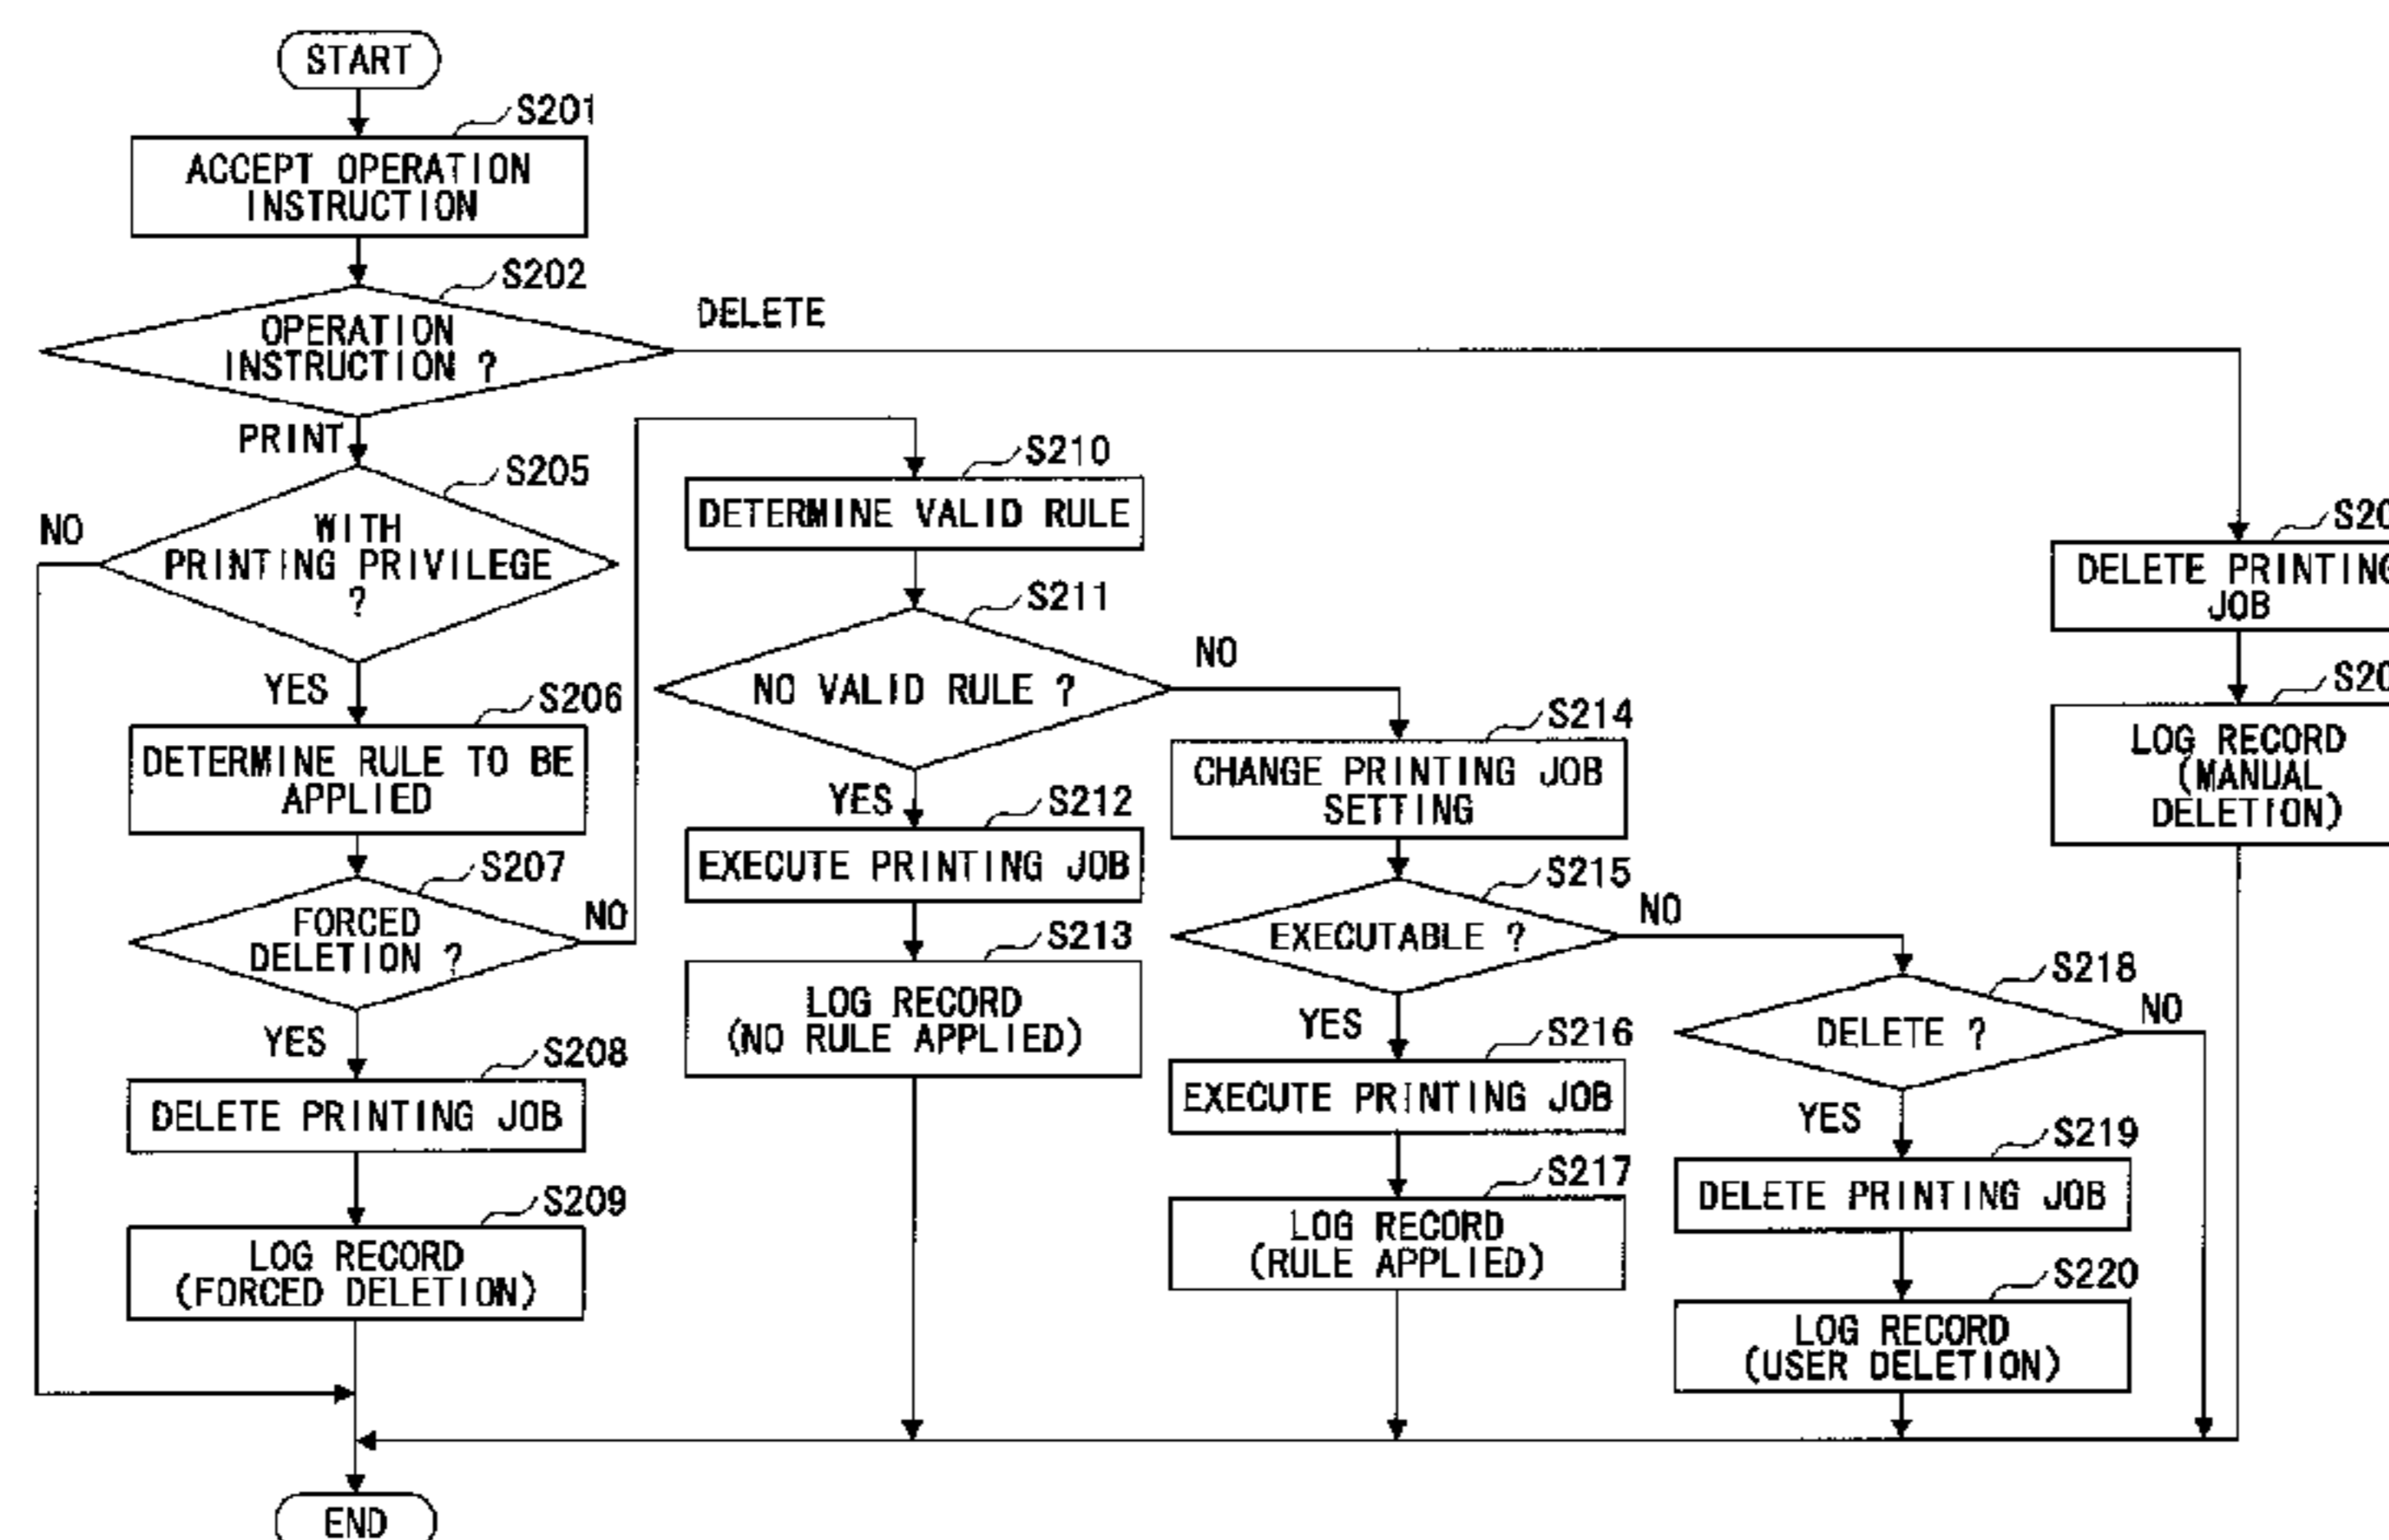 START
S201
ACCEPT OPERATION
INSTRUCTION
S202
OPERATION
INSTRUCTION ?
DELETE
PRINT
S205
NO
WITH
PRINTING PRIVILEGE
?
YES
S206
DETERMINE RULE TO BE
APPLIED
S207
FORCED
DELETION ?
NO
YES
S208
DELETE PRINTING JOB
S209
LOG RECORD
(FORCED DELETION)
END
S210
DETERMINE VALID RULE
S211
NO VALID RULE ?
NO
YES
S212
EXECUTE PRINTING JOB
S213
LOG RECORD
(NO RULE APPLIED)
S214
CHANGE PRINTING JOB
SETTING
S215
EXECUTABLE ?
NO
YES
S216
EXECUTE PRINTING JOB
S217
LOG RECORD
(RULE APPLIED)
S218
DELETE ?
NO
YES
S219
DELETE PRINTING JOB
S220
LOG RECORD
(USER DELETION)
DELETE PRINTING
JOB
LOG RECORD
(MANUAL
DELETION)